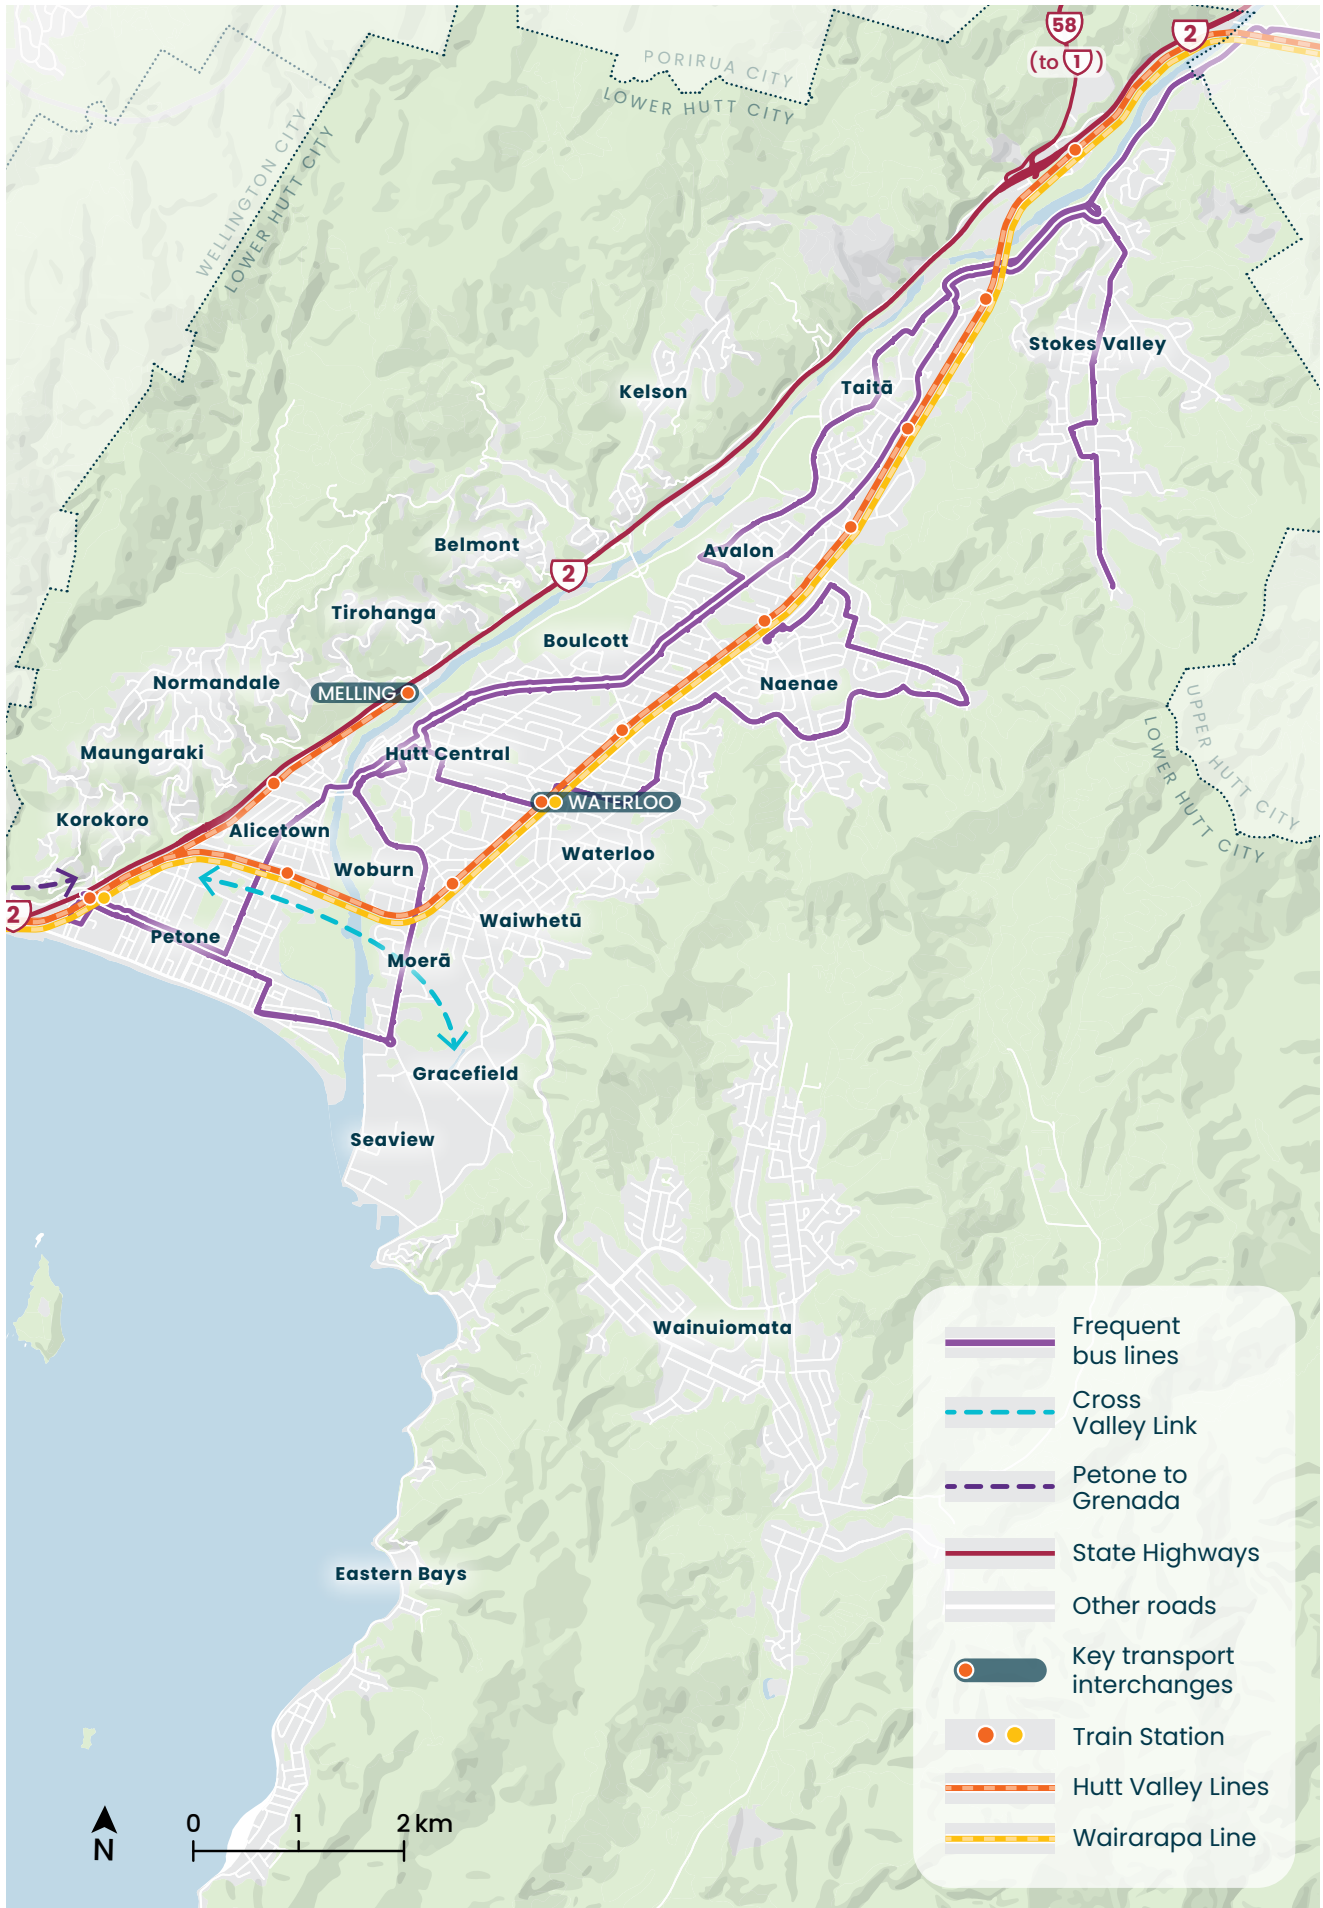 58
2
(to 1)
PORIRUA CITY
LOWER HUTT CITY
WELLINGTON CITY
LOWER HUTT CITY
Stokes Valley
Kelson
Taitā
Belmont
Avalon
2
Tirohanga
Boulcott
Normandale
MELLING
Naenae
UPPER HUTT CITY
LOWER HUTT CITY
Maungaraki
Hutt Central
WATERLOO
Korokoro
Alicetown
Waterloo
Woburn
2
Waiwhetū
Petone
Moerā
Gracefield
Seaview
Wainuiomata
Eastern Bays
Frequent
bus lines
Cross
Valley Link
Petone to
Grenada
State Highways
Other roads
Key transport
interchanges
Train Station
Hutt Valley Lines
Wairarapa Line
N
0 1 2 km